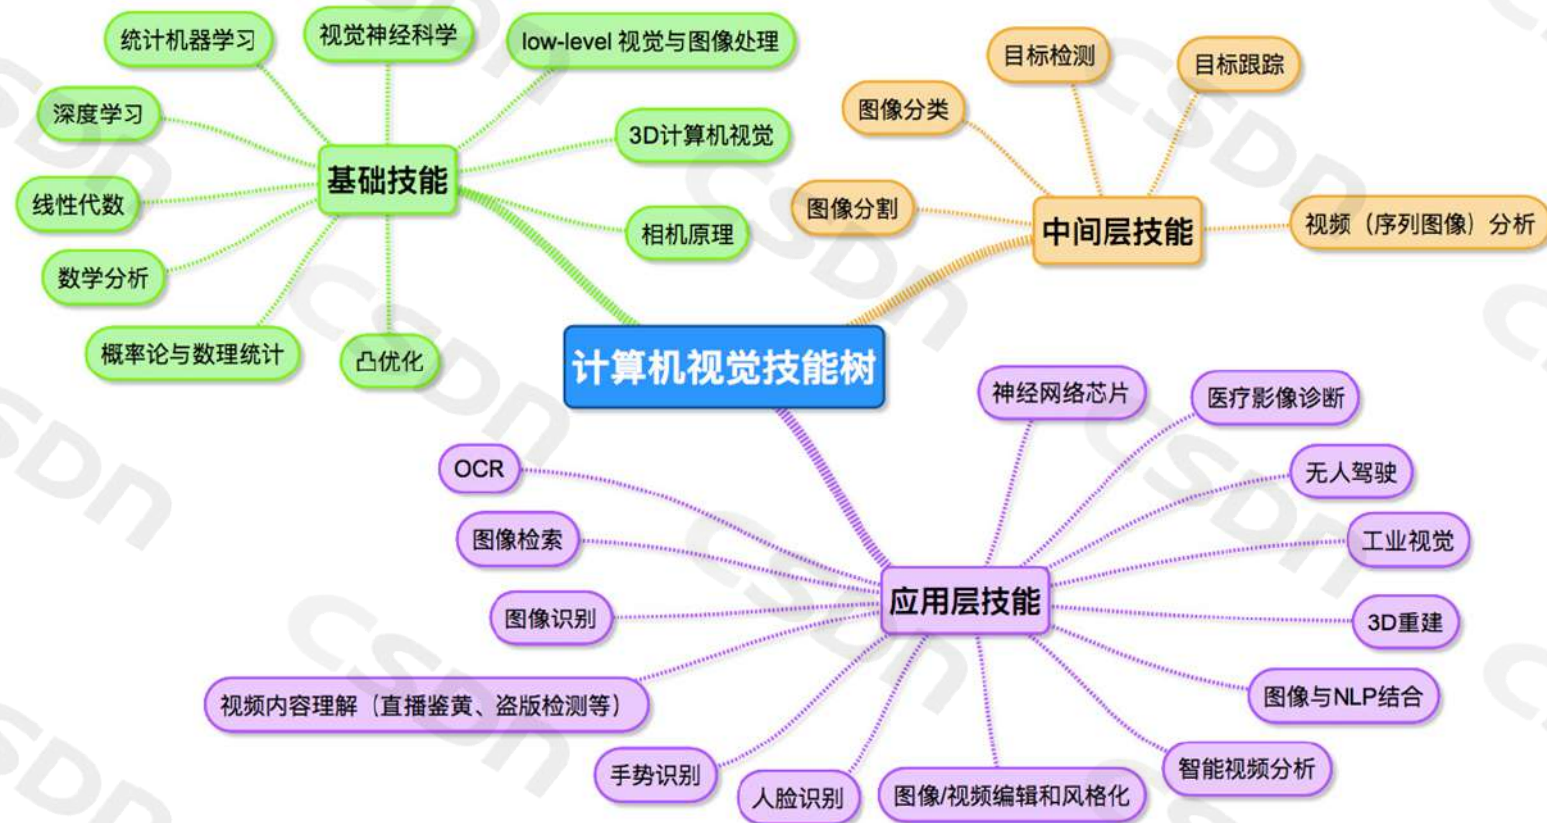 统计机器学习
视觉神经科学
low-level 视觉与图像处理
深度学习
3D计算机视觉
基础技能
线性代数
相机原理
数学分析
概率论与数理统计
凸优化
目标检测
目标跟踪
图像分类
图像分割
中间层技能
视频（序列图像）分析
计算机视觉技能树
神经网络芯片
医疗影像诊断
OCR
无人驾驶
图像检索
工业视觉
应用层技能
图像识别
3D重建
视频内容理解（直播鉴黄、盗版检测等）
图像与NLP结合
手势识别
人脸识别
图像/视频编辑和风格化
智能视频分析
CSDN
CSDN
CSDN
CSDN
CSDN
CSDN
CSDN
CSDN